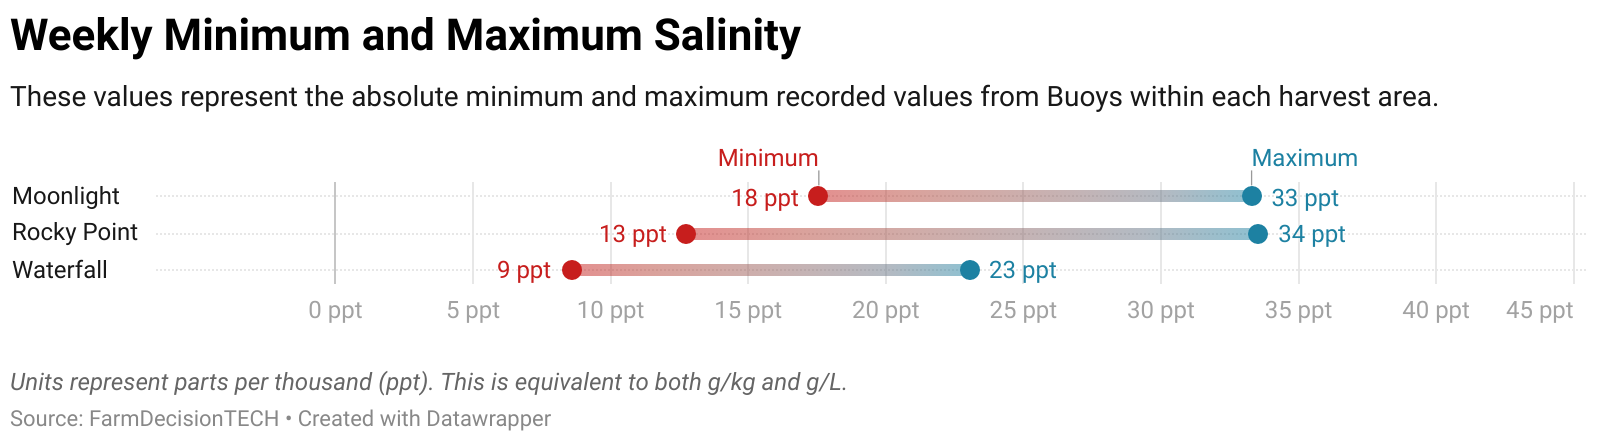 Weekly Minimum and Maximum Salinity
These values represent the absolute minimum and maximum recorded values from Buoys within each harvest area.
Minimum Maximum
Moonlight 18 ppt 33 ppt
Rocky Point 13 ppt 34 ppt
Waterfall 9 ppt 23 ppt
0 ppt 5 ppt 10 ppt 15 ppt 20 ppt 25 ppt 30 ppt 35 ppt 40 ppt 45 ppt
Units represent parts per thousand (ppt). This is equivalent to both g/kg and g/L.
Source: FarmDecisionTECH • Created with Datawrapper